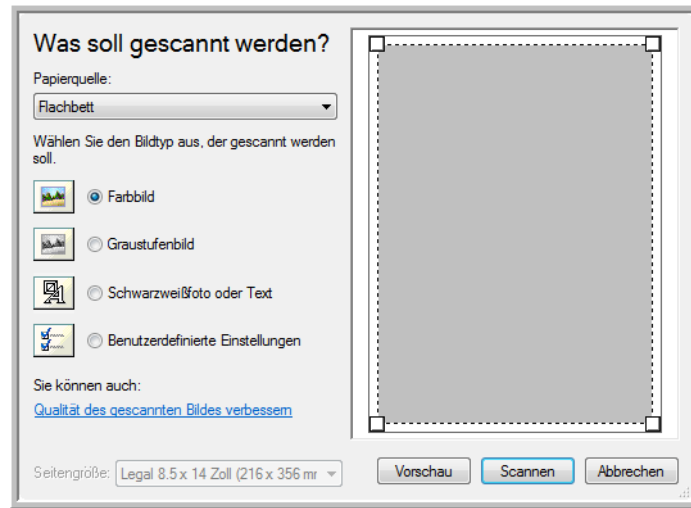 Was soll gescannt werden?
Papierquelle:
Flachbett
Wählen Sie den Bildtyp aus, der gescannt werden
soll.
Farbbild
Graustufenbild
Schwarzweißfoto oder Text
Benutzerdefinierte Einstellungen
Sie können auch:
Qualität des gescannten Bildes verbessern
Seitengröße: Legal 8.5 x 14 Zoll (216 x 356 mr
Vorschau Scannen Abbrechen